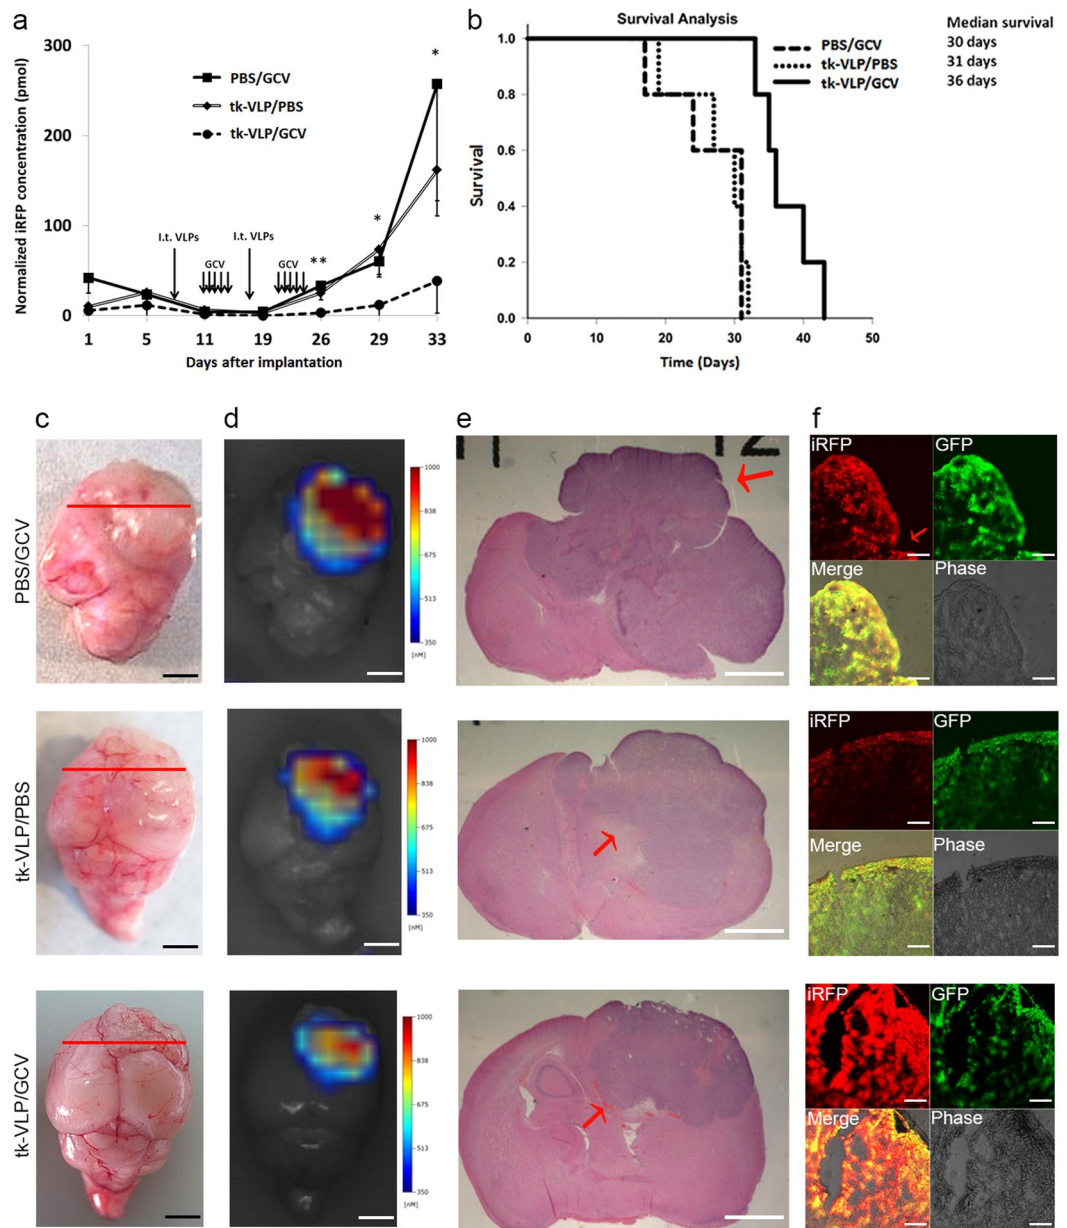 a
Normalized iRFP concentration (pmol)
300
200
100
0
PBS/GCV
tk-VLP/PBS
tk-VLP/GCV
I.t. VLPs
GCV
I.t. VLPs
GCV
**
*
*
1 5 11 19 26 29 33
Days after implantation
b
Survival Analysis
Survival
1.0
0.8
0.6
0.4
0.2
0.0
PBS/GCV
tk-VLP/PBS
tk-VLP/GCV
Median survival
30 days
31 days
36 days
0 10 20 30 40 50
Time (Days)
c
d
e
f
PBS/GCV
1000
838
675
513
350
[nM]
11 12
iRFP GFP
Merge Phase
tk-VLP/PBS
1000
838
675
513
350
[nM]
iRFP GFP
Merge Phase
tk-VLP/GCV
1000
838
675
513
350
[nM]
iRFP GFP
Merge Phase